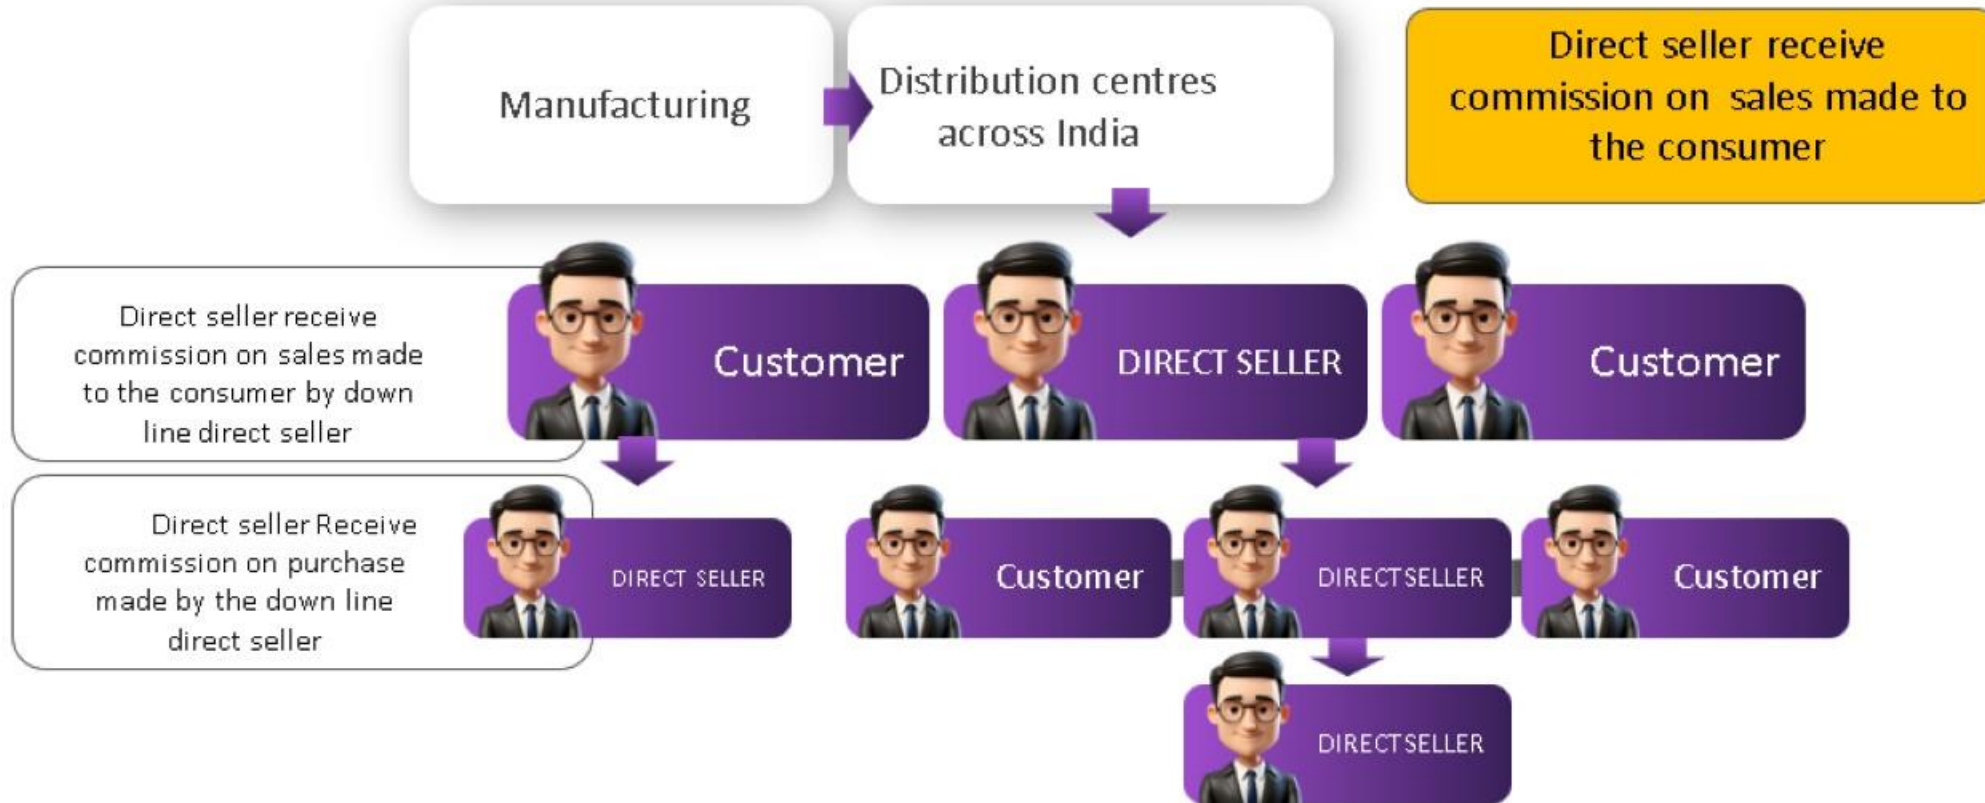 Manufacturing
Distribution centres
across India
Direct seller receive
commission on sales made to
the consumer
Direct seller receive
commission on sales made
to the consumer by down
line direct seller
Customer
DIRECT SELLER
Customer
Direct seller Receive
commission on purchase
made by the down line
direct seller
DIRECT SELLER
Customer
DIRECTSELLER
Customer
DIRECTSELLER